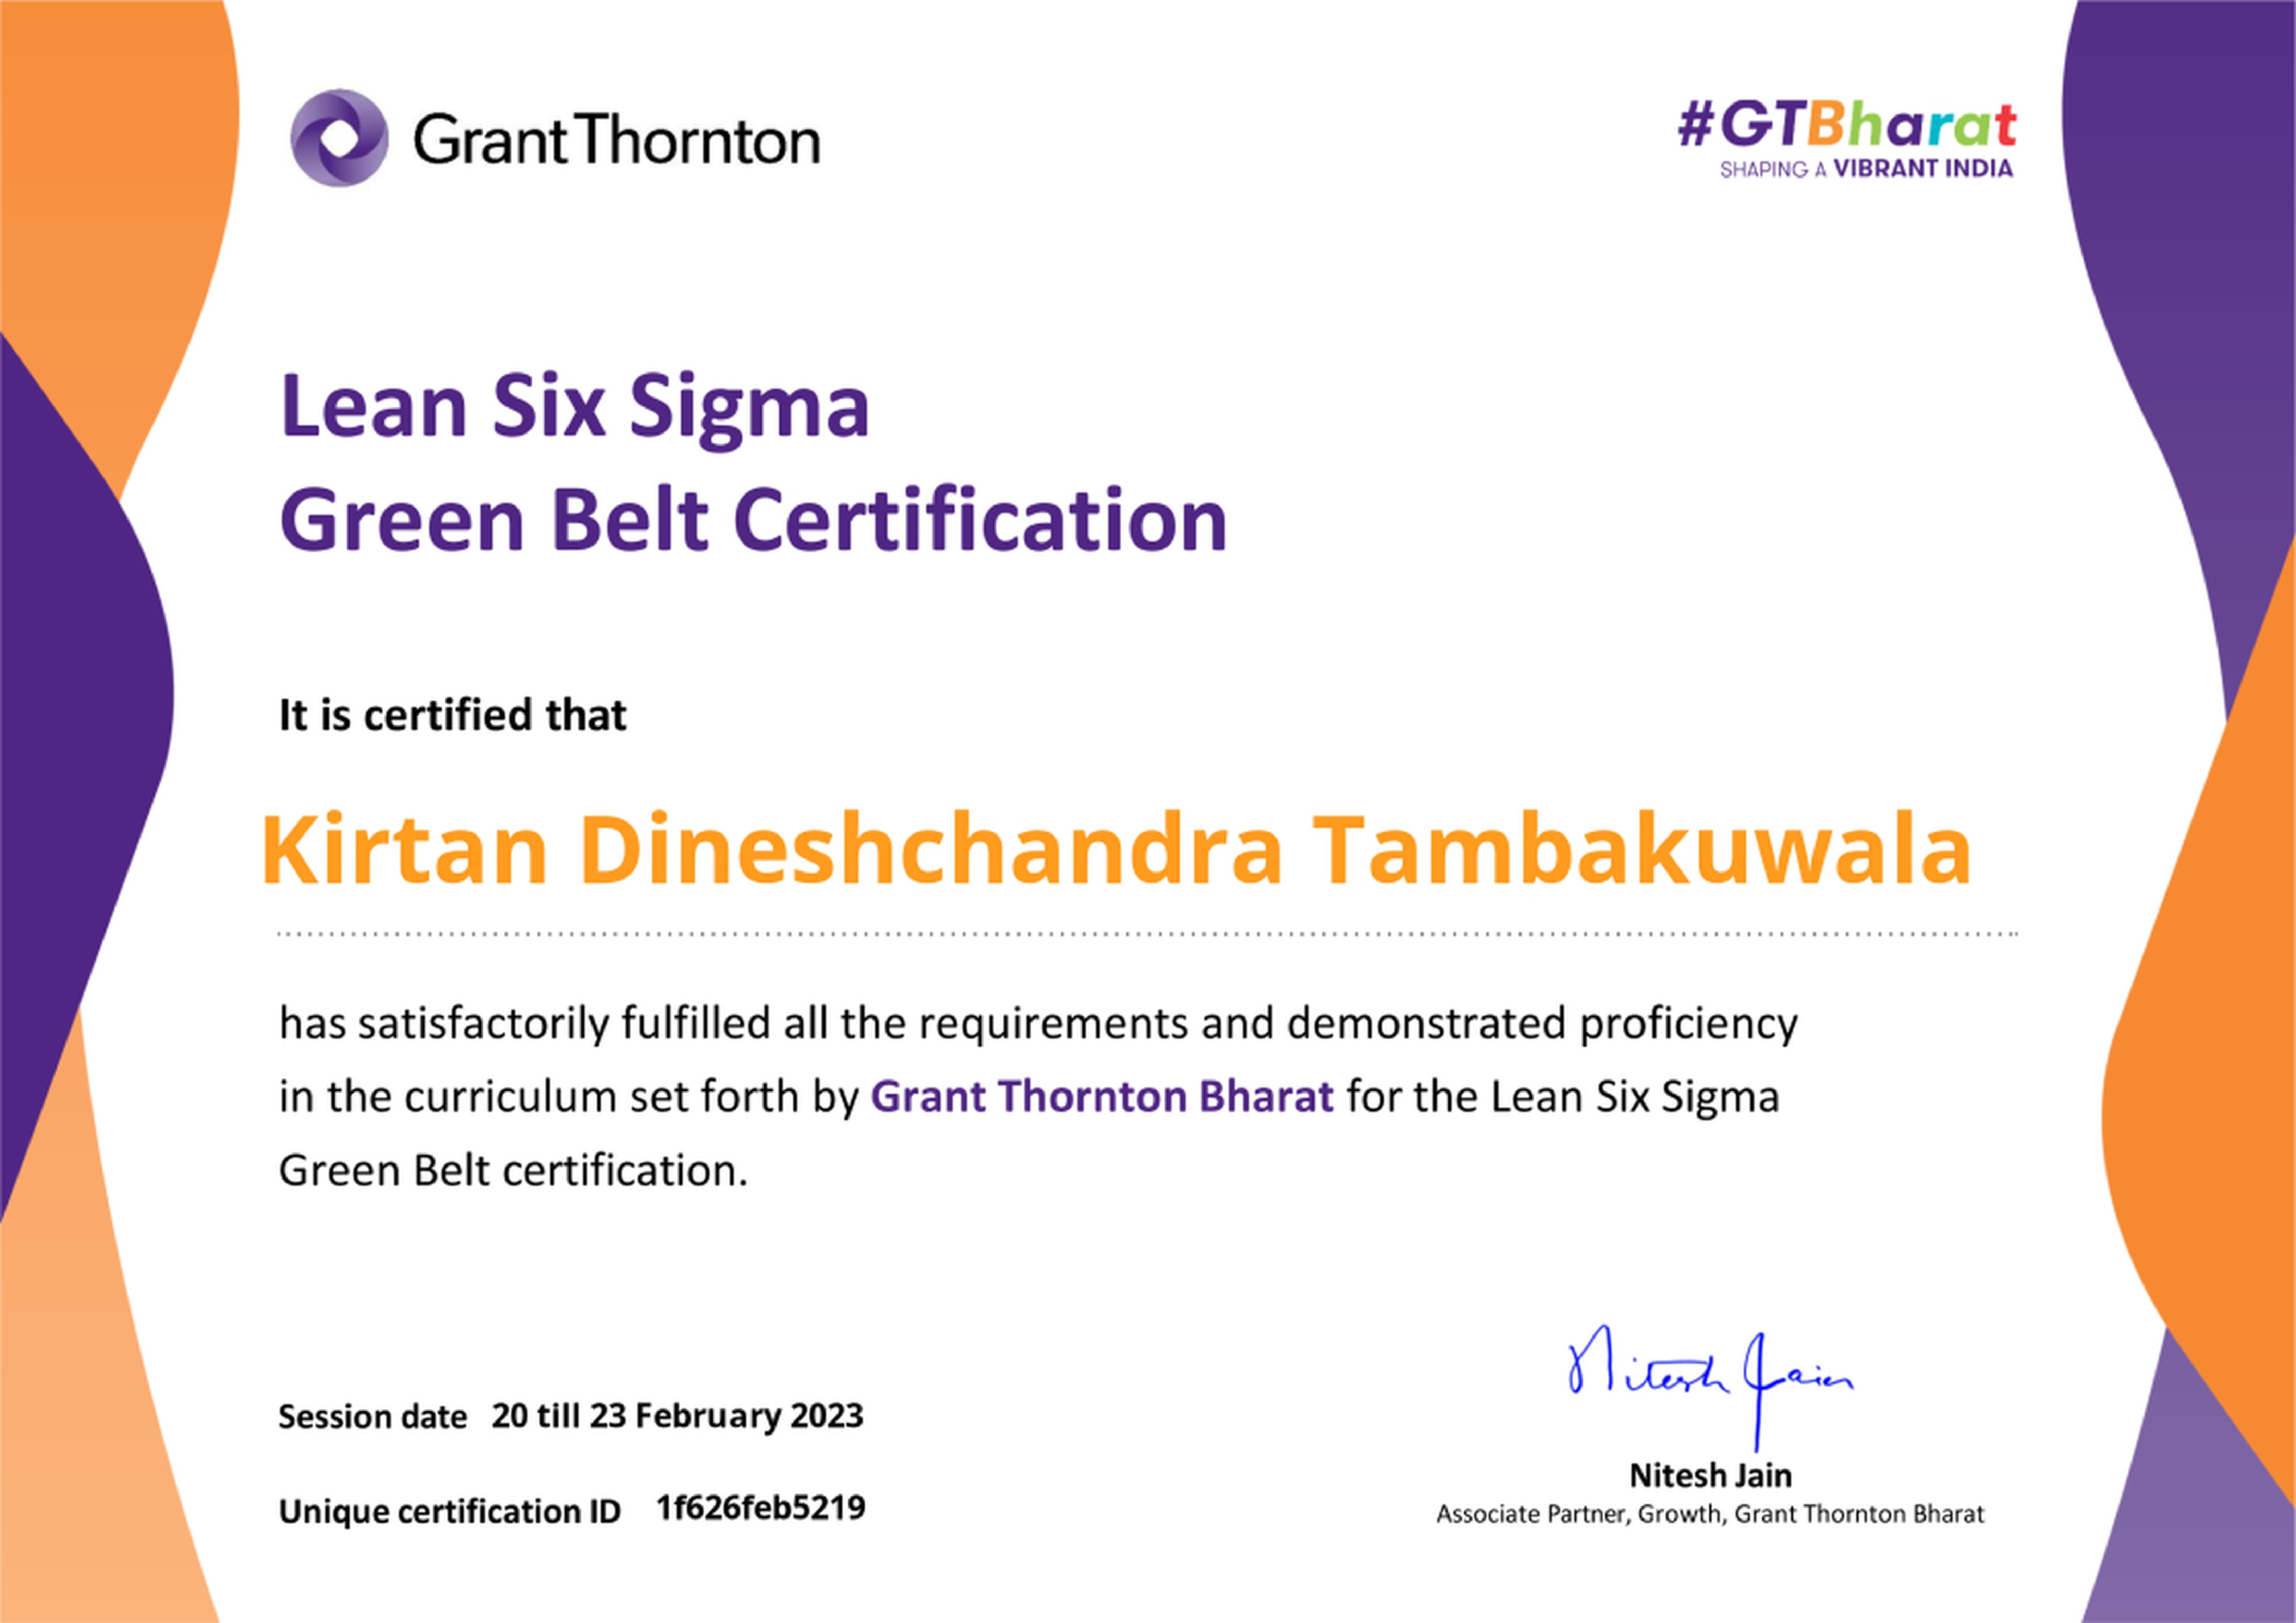 Grant Thornton
#GTBharat
SHAPING A VIBRANT INDIA
Lean Six Sigma
Green Belt Certification
It is certified that
Kirtan Dineshchandra Tambakuwala
has satisfactorily fulfilled all the requirements and demonstrated proficiency
in the curriculum set forth by Grant Thornton Bharat for the Lean Six Sigma
Green Belt certification.
Session date 20 till 23 February 2023
Unique certification ID 1f626feb5219
Nitesh Jain
Nitesh Jain
Associate Partner, Growth, Grant Thornton Bharat